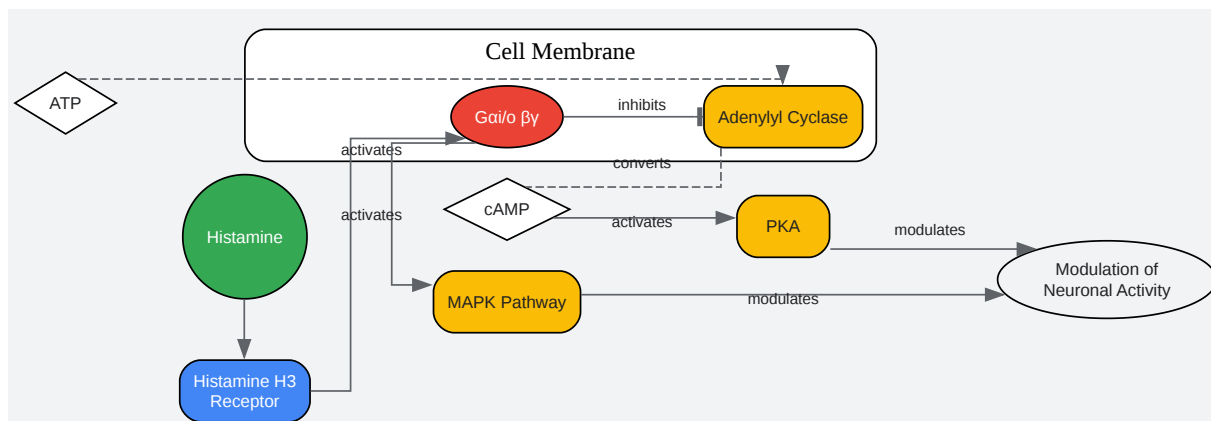 Cell Membrane
ATP
Gαi/o βγ
inhibits
Adenylyl Cyclase
activates
converts
Histamine
cAMP
activates
activates
PKA
modulates
Modulation of
Neuronal Activity
MAPK Pathway
modulates
Histamine H3
Receptor